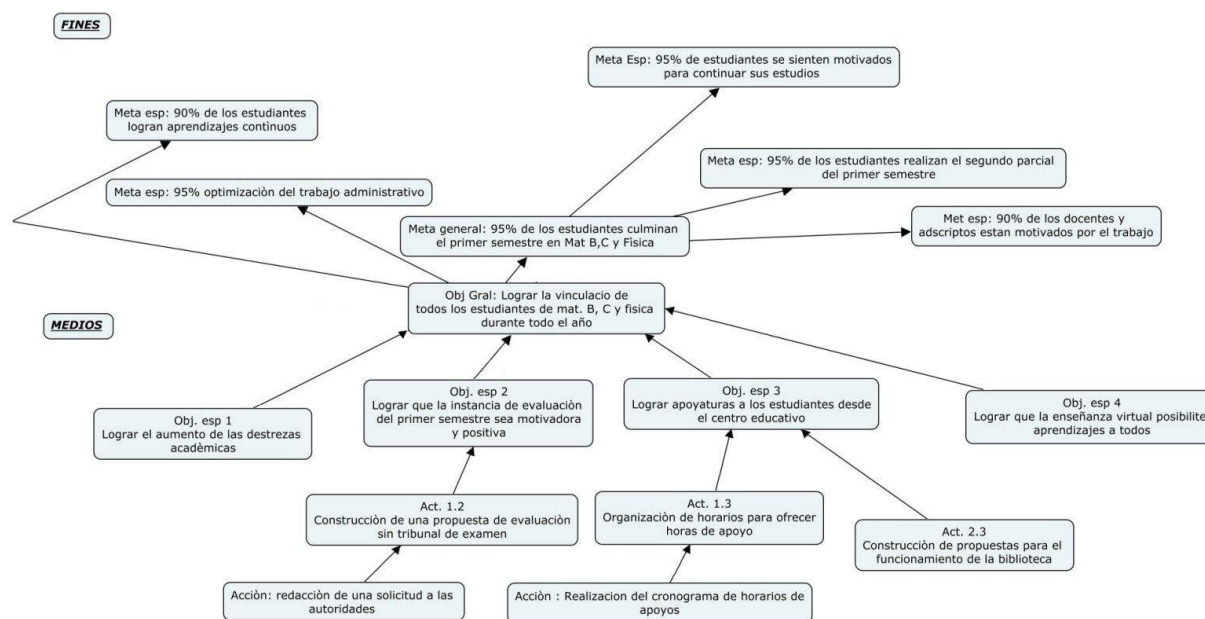 FINES
Meta Esp: 95% de estudiantes se sienten motivados
para continuar sus estudios
Meta esp: 90% de los estudiantes
logran aprendizajes contìnuos
Meta esp: 95% de los estudiantes realizan el segundo parcial
del primer semestre
Meta esp: 95% optimizaciòn del trabajo administrativo
Meta general: 95% de los estudiantes culminan
el primer semestre en Mat B,C y Fìsica
Met esp: 90% de los docentes y
adscriptos estan motivados por el trabajo
Obj Gral: Lograr la vinculacio de
todos los estudiantes de mat. B, C y fisica
durante todo el año
MEDIOS
Obj. esp 1
Lograr el aumento de las destrezas
acadèmicas
Obj. esp 2
Lograr que la instancia de evaluaciòn
del primer semestre sea motivadora
y positiva
Obj. esp 3
Lograr apoyaturas a los estudiantes desde
el centro educativo
Obj. esp 4
Lograr que la enseñanza virtual posibilite
aprendizajes a todos
Act. 1.2
Construcciòn de una propuesta de evaluaciòn
sin tribunal de examen
Act. 1.3
Organizaciòn de horarios para ofrecer
horas de apoyo
Act. 2.3
Construcciòn de propuestas para el
funcionamiento de la biblioteca
Acciòn: redacciòn de una solicitud a las
autoridades
Acciòn : Realizacion del cronograma de horarios de
apoyos